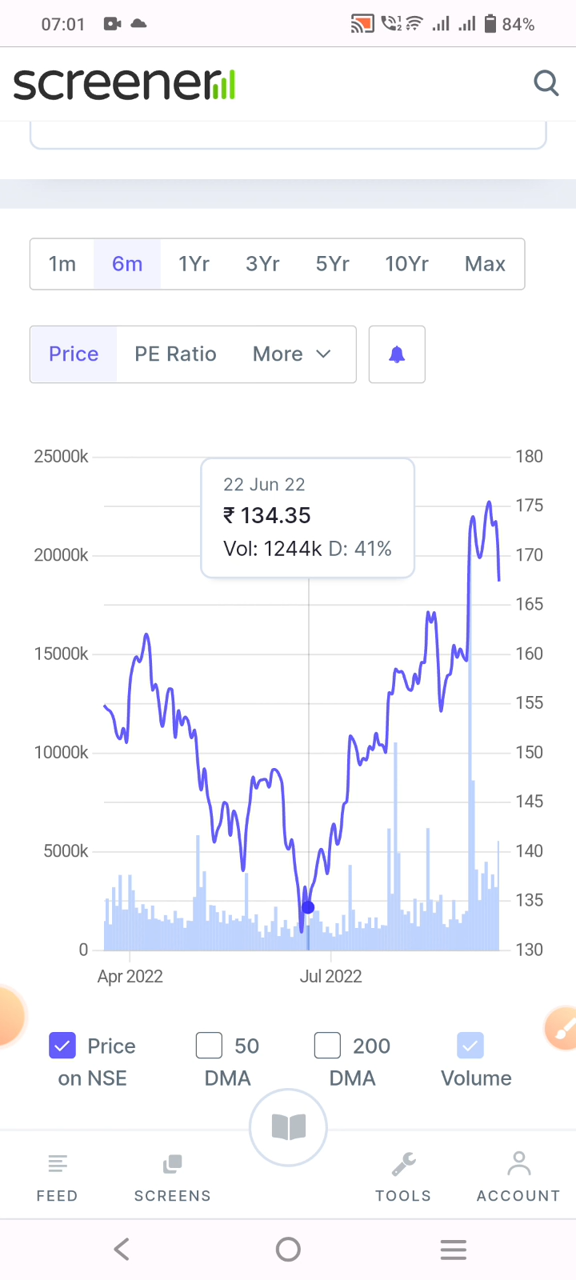 07:01 84%
screener
1m 6m 1Yr 3Yr 5Yr 10Yr Max
Price PE Ratio More
25000k 180
22 Jun 22
₹ 134.35
Vol: 1244k D: 41%
175
20000k 170
165
15000k 160
155
10000k 150
145
5000k 140
135
0 130
Apr 2022 Jul 2022
Price on NSE
50 DMA
200 DMA
Volume
FEED SCREENS TOOLS ACCOUNT